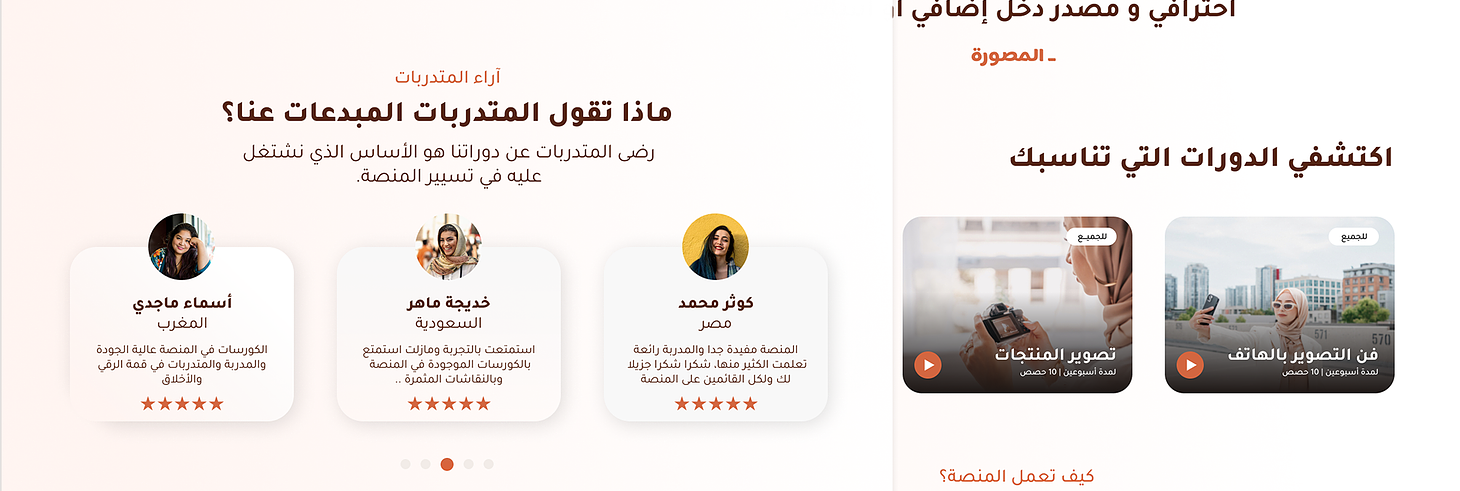 احترافي و مصدر دخل إضافي
ـ المصورة
اكتشفي الدورات التي تناسبك
للجميع
فن التصوير بالهاتف
لمدة أسبوعين | 10 حصص
للجميع
تصوير المنتجات
لمدة أسبوعين | 10 حصص
571
570
كيف تعمل المنصة؟
آراء المتدربات
ماذا تقول المتدربات المبدعات عنا؟
رضى المتدربات عن دوراتنا هو الأساس الذي نشتغل
عليه في تسيير المنصة.
كوثر محمد
مصر
المنصة مفيدة جدا والمدربة رائعة
تعلمت الكثير منها، شكرا شكرا جزيلا
لك ولكل القائمين على المنصة
خديجة ماهر
السعودية
استمتعت بالتجربة ومازلت استمتع
بالكورسات الموجودة في المنصة
وبالنقاشات المثمرة ..
أسماء ماجدي
المغرب
الكورسات في المنصة عالية الجودة
والمدربة والمتدربات في قمة الرقي
والأخلاق